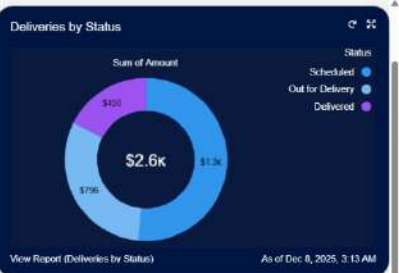 Deliveries by Status
Status
Sum of Amount
Scheduled
Out for Delivery
Delivered
$2.6K
$1.3K
$796
View Report (Deliveries by Status)
As of Dec 8, 2025, 3:13 AM